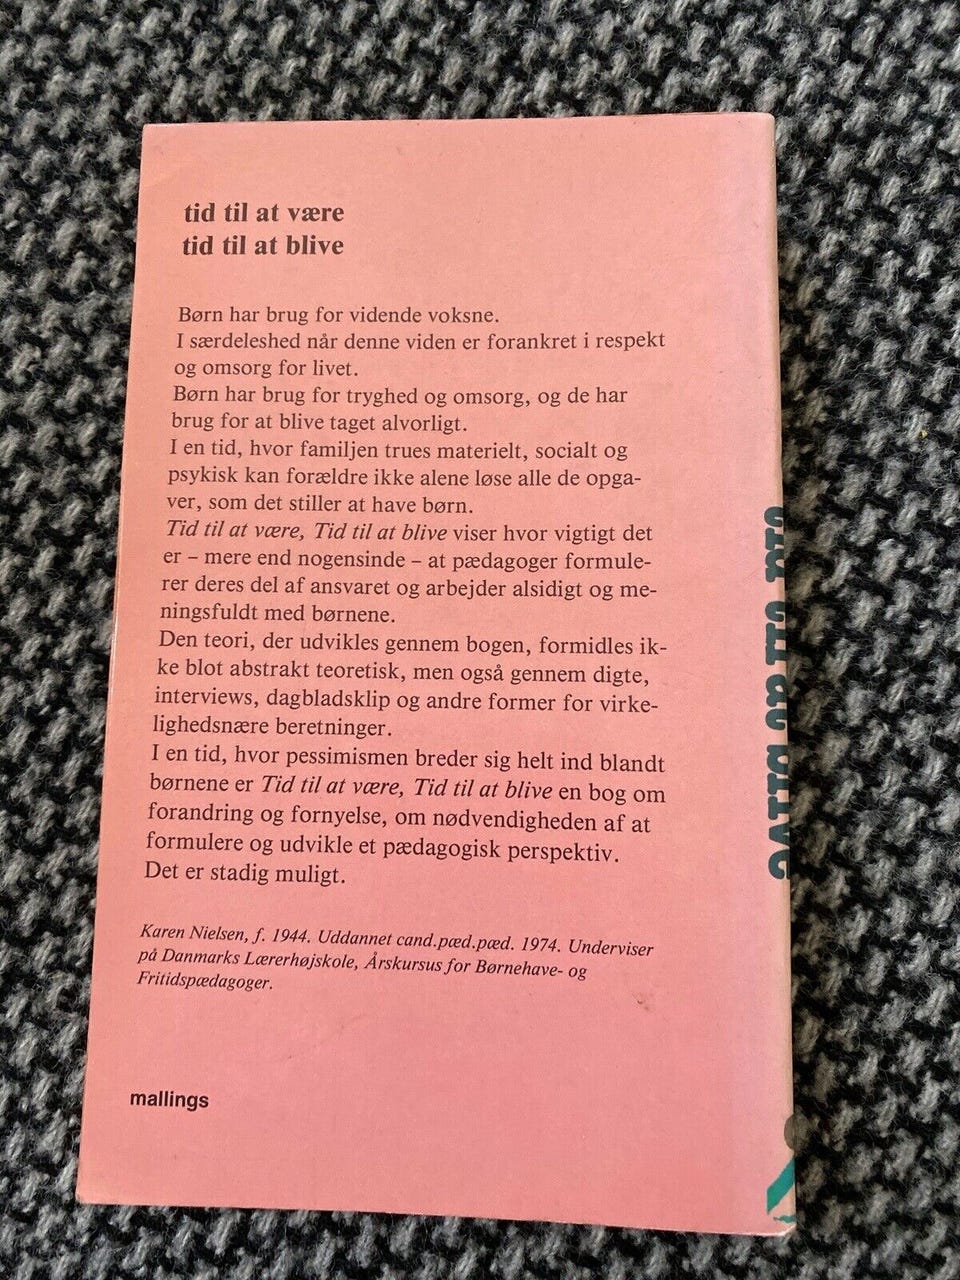 tid til at være
tid til at blive
Børn har brug for vidende voksne.
I særdeleshed når denne viden er forankret i respekt
og omsorg for livet.
Børn har brug for tryghed og omsorg, og de har
brug for at blive taget alvorligt.
I en tid, hvor familjen trues materielt, socialt og
psykisk kan forældre ikke alene løse alle de opga-
ver, som det stiller at have børn.
Tid til at være, Tid til at blive viser hvor vigtigt det
er – mere end nogensinde – at pædagoger formule-
rer deres del af ansvaret og arbejder alsidigt og me-
ningsfuldt med børnene.
Den teori, der udvikles gennem bogen, formidles ik-
ke blot abstrakt teoretisk, men også gennem digte,
interviews, dagbladsklip og andre former for virke-
lighedsnære beretninger.
I en tid, hvor pessimismen breder sig helt ind blandt
børnene er Tid til at være, Tid til at blive en bog om
forandring og fornyelse, om nødvendigheden af at
formulere og udvikle et pædagogisk perspektiv.
Det er stadig muligt.
Karen Nielsen, f. 1944. Uddannet cand.pæd.pæd. 1974. Underviser
på Danmarks Lærerhøjskole, Årskursus for Børnehave- og
Fritidspædagoger.
mallings
tid til at blive